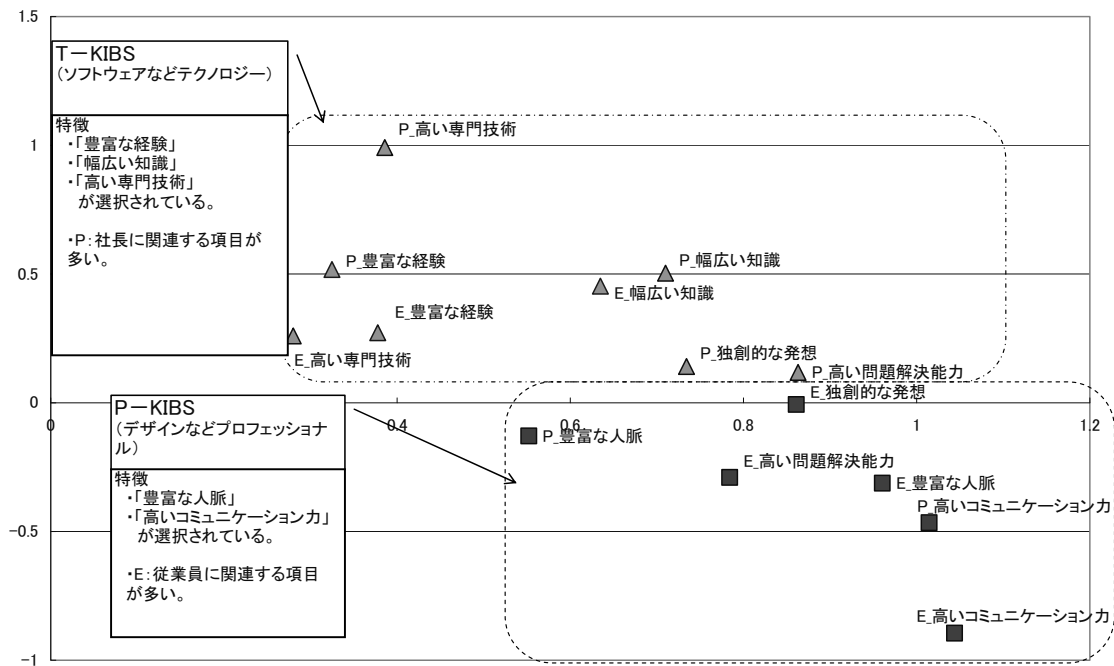 1.5
T－KIBS
（ソフトウェアなどテクノロジー）
特徴
・「豊富な経験」
・「幅広い知識」
・「高い専門技術」
が選択されている。
・P：社長に関連する項目が
多い。
P_高い専門技術
1
P_豊富な経験
P_幅広い知識
0.5
E_幅広い知識
E_豊富な経験
E_高い専門技術
P_独創的な発想
P_高い問題解決能力
E_独創的な発想
0
0
0.4
0.6
0.8
1
1.2
P－KIBS
（デザインなどプロフェッショナ
ル）
特徴
・「豊富な人脈」
・「高いコミュニケーション力」
が選択されている。
・E：従業員に関連する項目
が多い。
P_豊富な人脈
E_高い問題解決能力
E_豊富な人脈
P_高いコミュニケーション力
-0.5
E_高いコミュニケーション力
-1